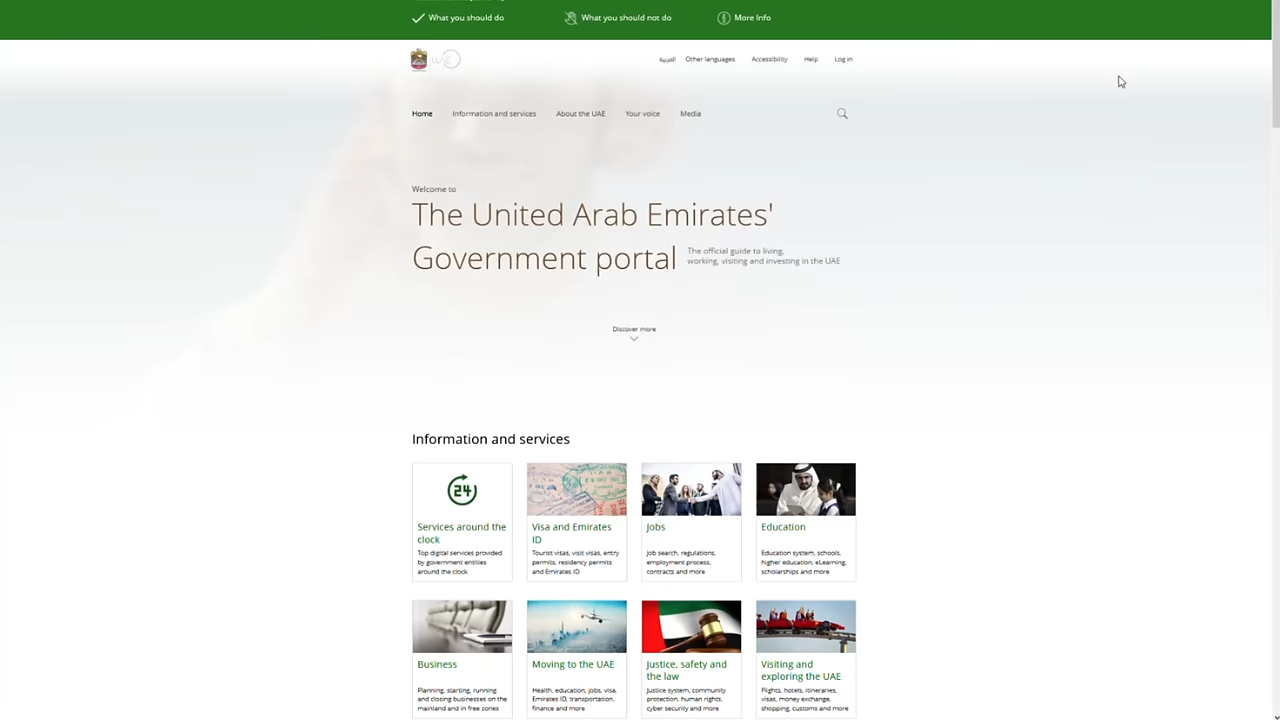 What you should do
What you should not do
More Info
UAE
العربية
Other languages
Accessibility
Help
Log in
Home
Information and services
About the UAE
Your voice
Media
Welcome to
The United Arab Emirates'
Government portal
The official guide to living,
working, visiting and investing in the UAE
Discover more
Information and services
24
Services around the
clock
Top digital services provided
by government entities
around the clock
Visa and Emirates
ID
Tourist visas, visit visas, entry
permits, residency permits
and Emirates ID
Jobs
Job search, regulations,
employment process,
contracts and more
Education
Education system, schools,
higher education, eLearning,
scholarships and more
Business
Planning, starting, running
and closing businesses on the
mainland and in free zones
Moving to the UAE
Health, education, jobs, visa,
Emirates ID, transportation,
finance and more
Justice, safety and
the law
Justice system, community
protection, human rights,
cyber security and more
Visiting and
exploring the UAE
Flights, hotels, itineraries,
visas, money exchange,
shopping, customs and more